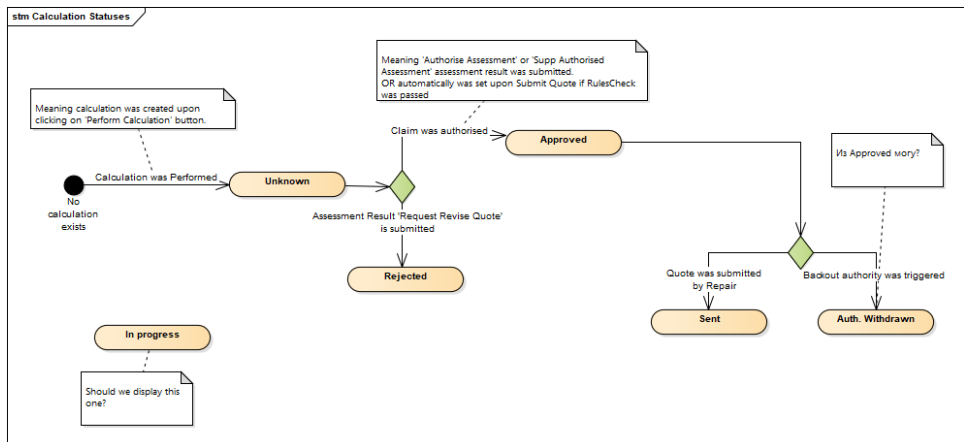 stm Calculation Statuses
Meaning 'Authorise Assessment' or 'Supp Authorised
Assessment' assessment result was submitted.
OR automatically was set upon Submit Quote if RulesCheck
was passed
Meaning calculation was created upon
clicking on 'Perform Calculation' button.
Claim was authorised
Approved
Из Approved могу?
Calculation was Performed
Unknown
No
calculation
exists
Assessment Result 'Request Revise Quote'
is submitted
Rejected
Quote was submitted
by Repair
Backout authority was triggered
Sent
Auth. Withdrawn
In progress
Should we display this
one?